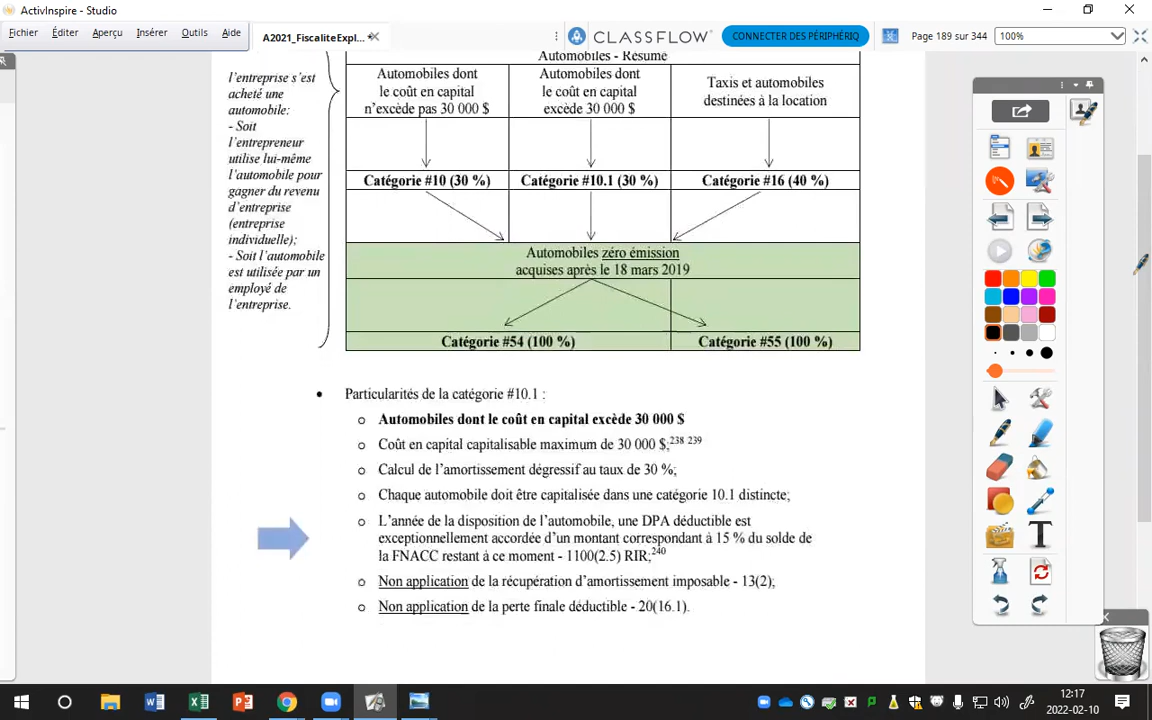 ActivInspire - Studio
Fichier Éditer Aperçu Insérer Outils Aide
A2021_FiscaliteExpl...
CLASSFLOW
CONNECTER DES PÉRIPHÉRIQ
Page 189 sur 344
100%
l'entreprise s'est
acheté une
automobile:
- Soit
l'entrepreneur
utilise lui-même
l'automobile pour
gagner du revenu
d'entreprise
(entreprise
individuelle);
- Soit l'automobile
est utilisée par un
employé de
l'entreprise.
Automobiles - Résumé
Automobiles dont
le coût en capital
n'excède pas 30 000 $
Automobiles dont
le coût en capital
excède 30 000 $
Taxis et automobiles
destinées à la location
Catégorie #10 (30 %)
Catégorie #10.1 (30 %)
Catégorie #16 (40 %)
Automobiles zéro émission
acquises après le 18 mars 2019
Catégorie #54 (100 %)
Catégorie #55 (100 %)
• Particularités de la catégorie #10.1 :
o Automobiles dont le coût en capital excède 30 000 $
o Coût en capital capitalisable maximum de 30 000 $;238 239
o Calcul de l'amortissement dégressif au taux de 30 %;
o Chaque automobile doit être capitalisée dans une catégorie 10.1 distincte;
o L'année de la disposition de l'automobile, une DPA déductible est
exceptionnellement accordée d'un montant correspondant à 15 % du solde de
la FNACC restant à ce moment - 1100(2.5) RIR;240
o Non application de la récupération d'amortissement imposable - 13(2);
o Non application de la perte finale déductible - 20(16.1).
12:17
2022-02-10